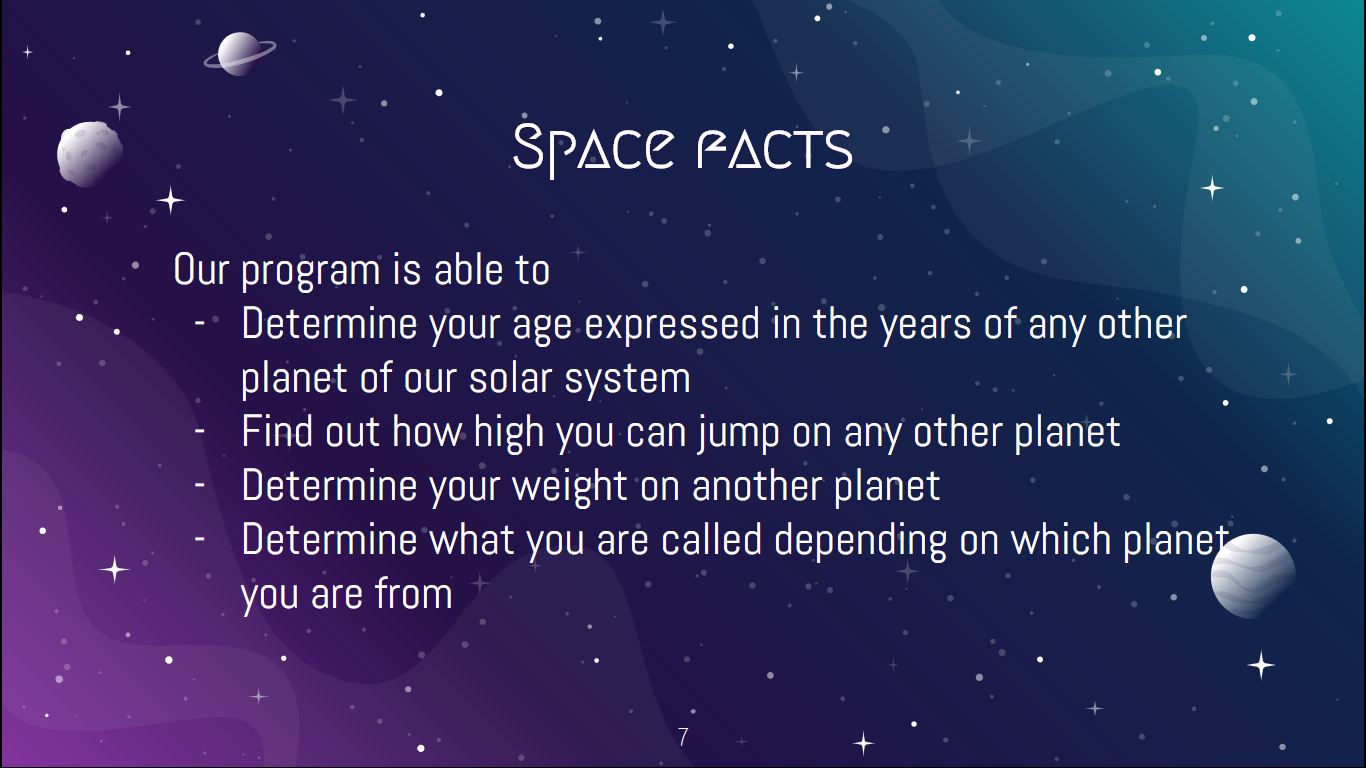 Space facts
Our program is able to
- Determine your age expressed in the years of any other
planet of our solar system
- Find out how high you can jump on any other planet
- Determine your weight on another planet
- Determine what you are called depending on which planet
you are from
7